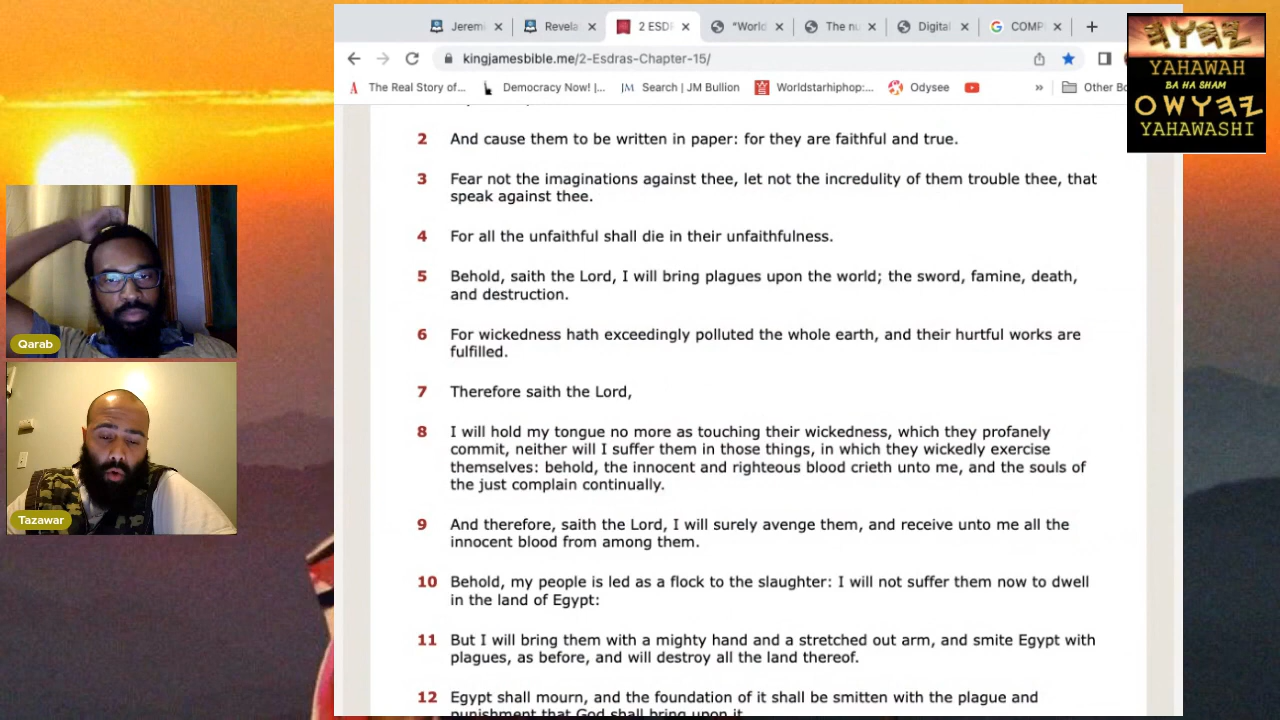 Jerem
Revela
2 ESDR
"World
The nu
Digital
COMP
kingjamesbible.me/2-Esdras-Chapter-15/
The Real Story of...
Democracy Now! |...
JM Search | JM Bullion
Worldstarhiphop:...
Odysee
»
Other Bo
2 And cause them to be written in paper: for they are faithful and true.
3 Fear not the imaginations against thee, let not the incredulity of them trouble thee, that
speak against thee.
4 For all the unfaithful shall die in their unfaithfulness.
5 Behold, saith the Lord, I will bring plagues upon the world; the sword, famine, death,
and destruction.
6 For wickedness hath exceedingly polluted the whole earth, and their hurtful works are
fulfilled.
7 Therefore saith the Lord,
8 I will hold my tongue no more as touching their wickedness, which they profanely
commit, neither will I suffer them in those things, in which they wickedly exercise
themselves: behold, the innocent and righteous blood crieth unto me, and the souls of
the just complain continually.
9 And therefore, saith the Lord, I will surely avenge them, and receive unto me all the
innocent blood from among them.
10 Behold, my people is led as a flock to the slaughter: I will not suffer them now to dwell
in the land of Egypt:
11 But I will bring them with a mighty hand and a stretched out arm, and smite Egypt with
plagues, as before, and will destroy all the land thereof.
12 Egypt shall mourn, and the foundation of it shall be smitten with the plague and
punishment that God shall bring upon it.
YAHAWAH
BA HA SHAM
YAHAWASHI
Qarab
Tazawar